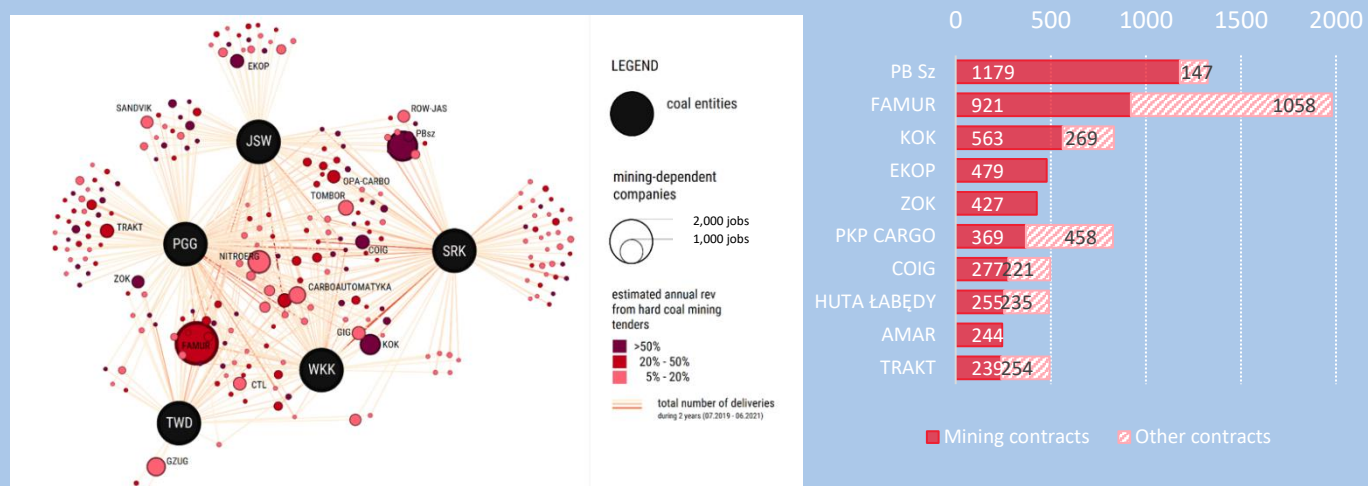 EKOP
SANDVIK
ROW-JAS
PBsz
JSW
OPA-CARBO
TOMBOR
TRAKT
PGG
COIG
SRK
NITROERG
ZOK
CARBOAUTOMATYKA
GIG
KOK
FAMUR
WKK
CTL
TWD
GZUG
LEGEND
coal entities
mining-dependent
companies
2,000 jobs
1,000 jobs
estimated annual rev
from hard coal mining
tenders
>50%
20% - 50%
5% - 20%
total number of deliveries
during 2 years (07.2019 - 06.2021)
0 500 1000 1500 2000
PB Sz 1179 147
FAMUR 921 1058
KOK 563 269
EKOP 479
ZOK 427
PKP CARGO 369 458
COIG 277 221
HUTA ŁABĘDY 255 235
AMAR 244
TRAKT 239 254
Mining contracts Other contracts